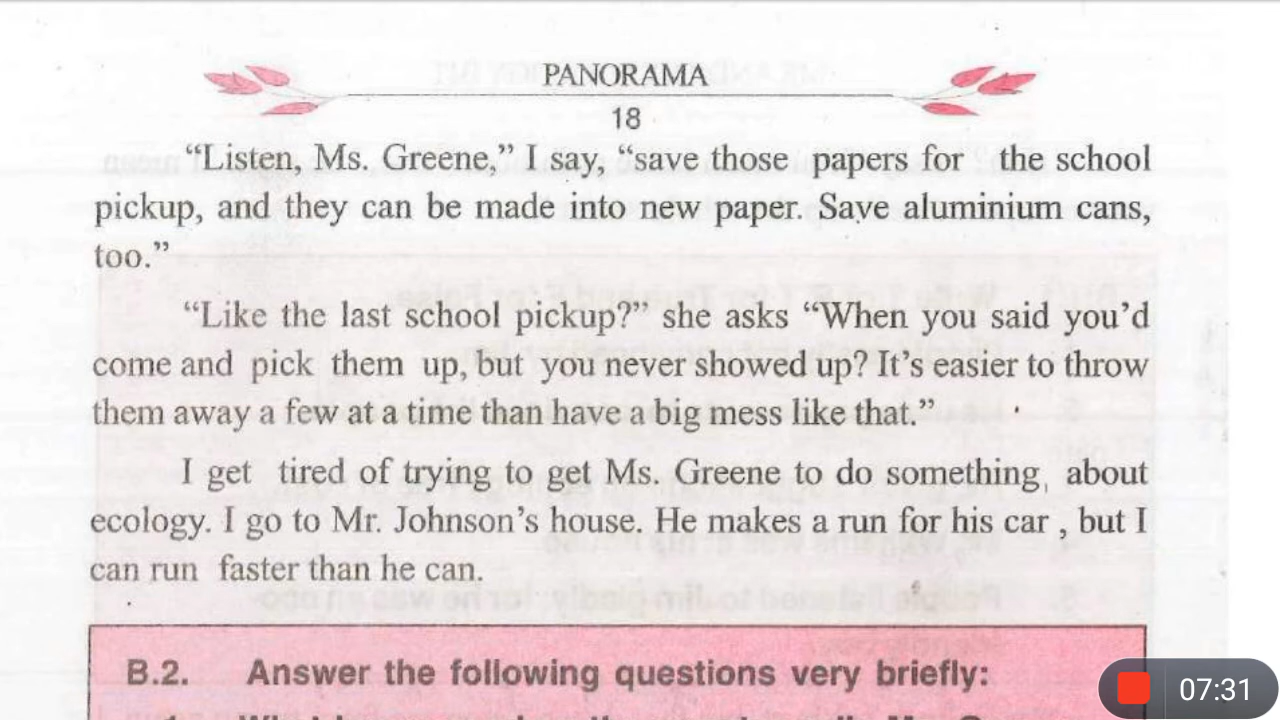 PANORAMA
18
“Listen, Ms. Greene,” I say, “save those papers for the school
pickup, and they can be made into new paper. Save aluminium cans,
too.”
“Like the last school pickup?” she asks “When you said you’d
come and pick them up, but you never showed up? It’s easier to throw
them away a few at a time than have a big mess like that.”
I get tired of trying to get Ms. Greene to do something, about
ecology. I go to Mr. Johnson’s house. He makes a run for his car , but I
can run faster than he can.
B.2. Answer the following questions very briefly:
07:31